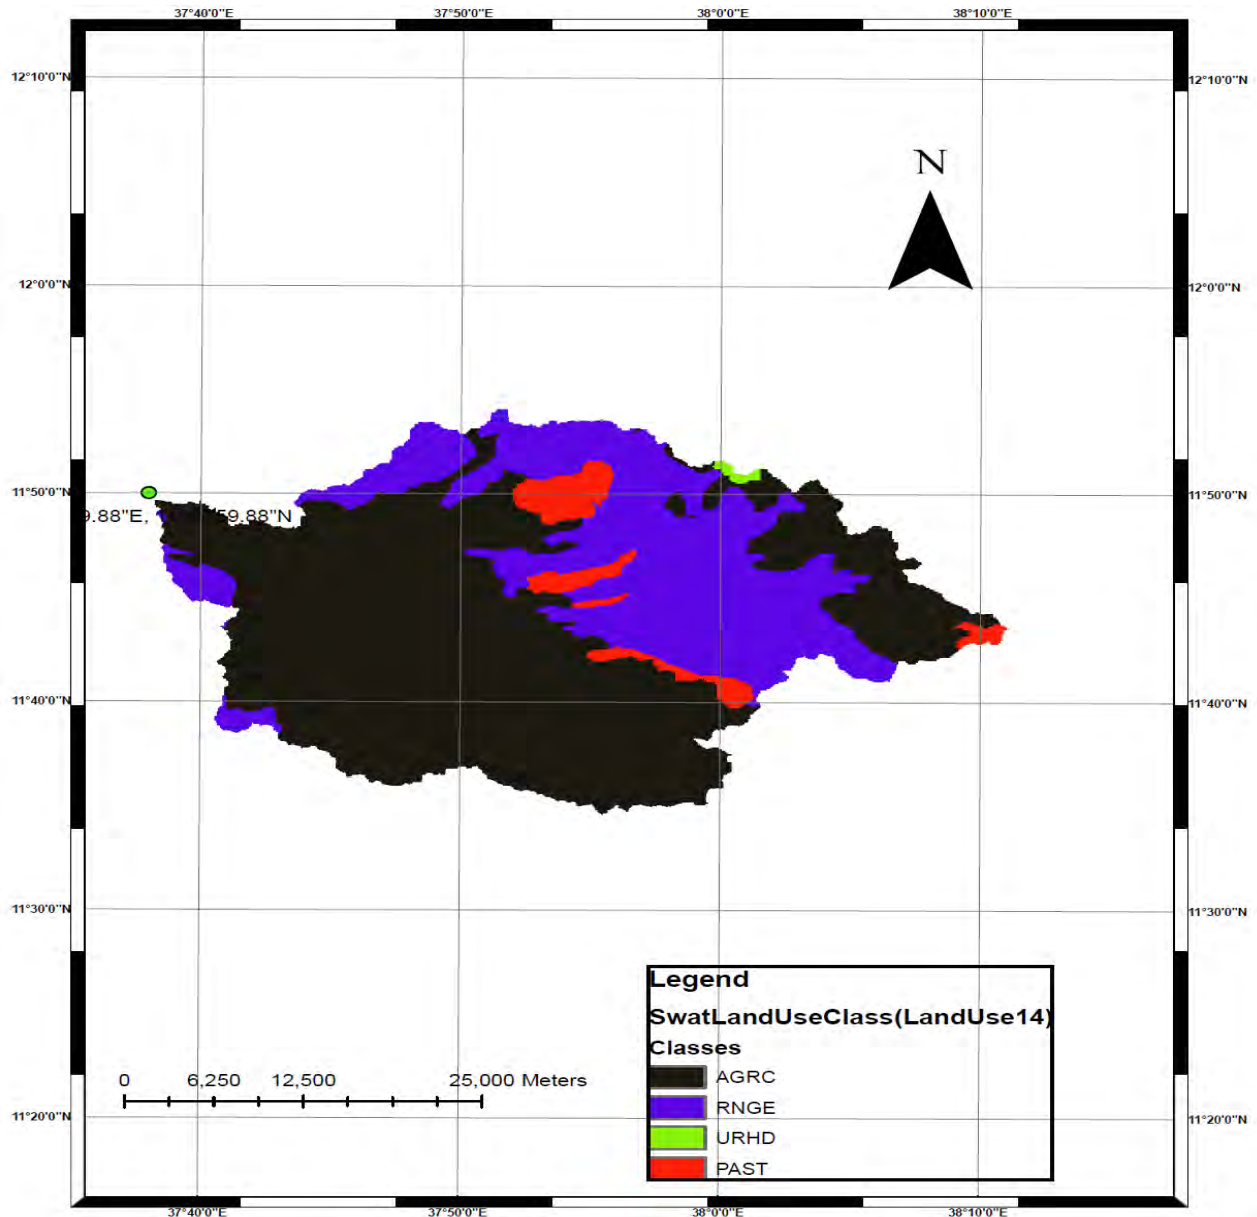 37°40'0"E 37°50'0"E 38°0'0"E 38°10'0"E
12°10'0"N 12°10'0"N
N
12°0'0"N 12°0'0"N
11°50'0"N 11°50'0"N
9.88"E, 59.88"N
11°40'0"N 11°40'0"N
11°30'0"N 11°30'0"N
Legend
SwatLandUseClass(LandUse14)
Classes
AGRC
RNGE
URHD
PAST
0 6,250 12,500 25,000 Meters
11°20'0"N 11°20'0"N
37°40'0"E 37°50'0"E 38°0'0"E 38°10'0"E